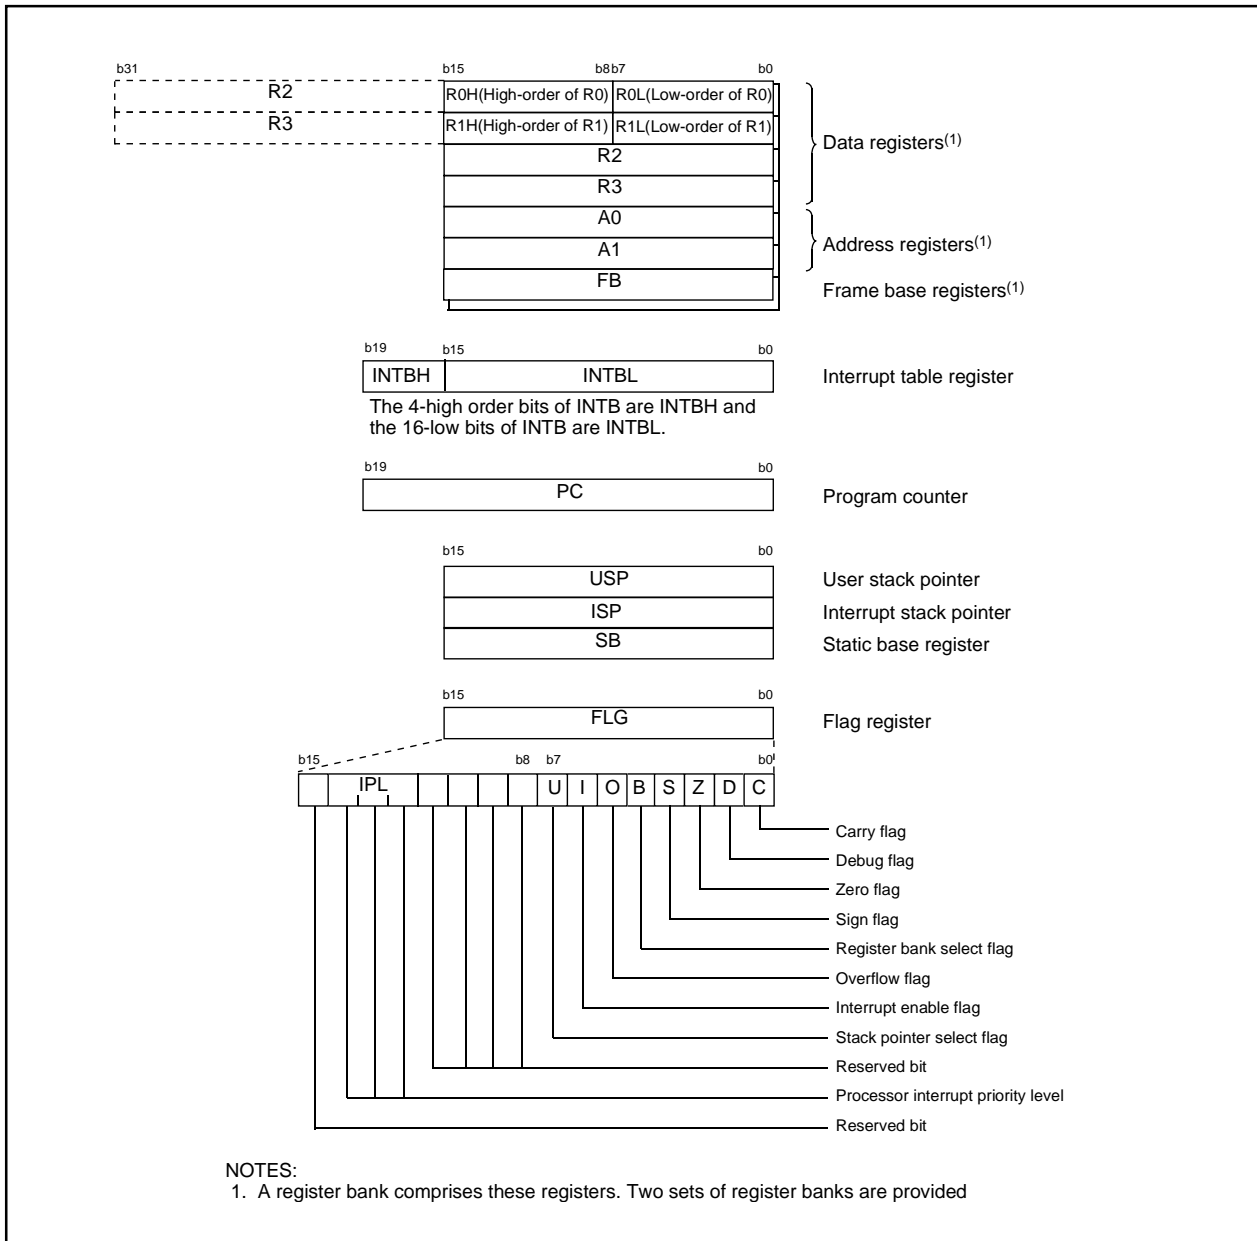 b31 b15 b8b7 b0
R2 R0H(High-order of R0) R0L(Low-order of R0)
R3 R1H(High-order of R1) R1L(Low-order of R1)
Data registers(1)
R2
R3
A0
A1
Address registers(1)
FB
Frame base registers(1)
b19 b15 b0
INTBH INTBL Interrupt table register
The 4-high order bits of INTB are INTBH and
the 16-low bits of INTB are INTBL.
b19 b0
PC Program counter
b15 b0
USP User stack pointer
ISP Interrupt stack pointer
SB Static base register
b15 b0
FLG Flag register
b15 b8 b7 b0
IPL U I O B S Z D C
Carry flag
Debug flag
Zero flag
Sign flag
Register bank select flag
Overflow flag
Interrupt enable flag
Stack pointer select flag
Reserved bit
Processor interrupt priority level
Reserved bit
NOTES:
1. A register bank comprises these registers. Two sets of register banks are provided